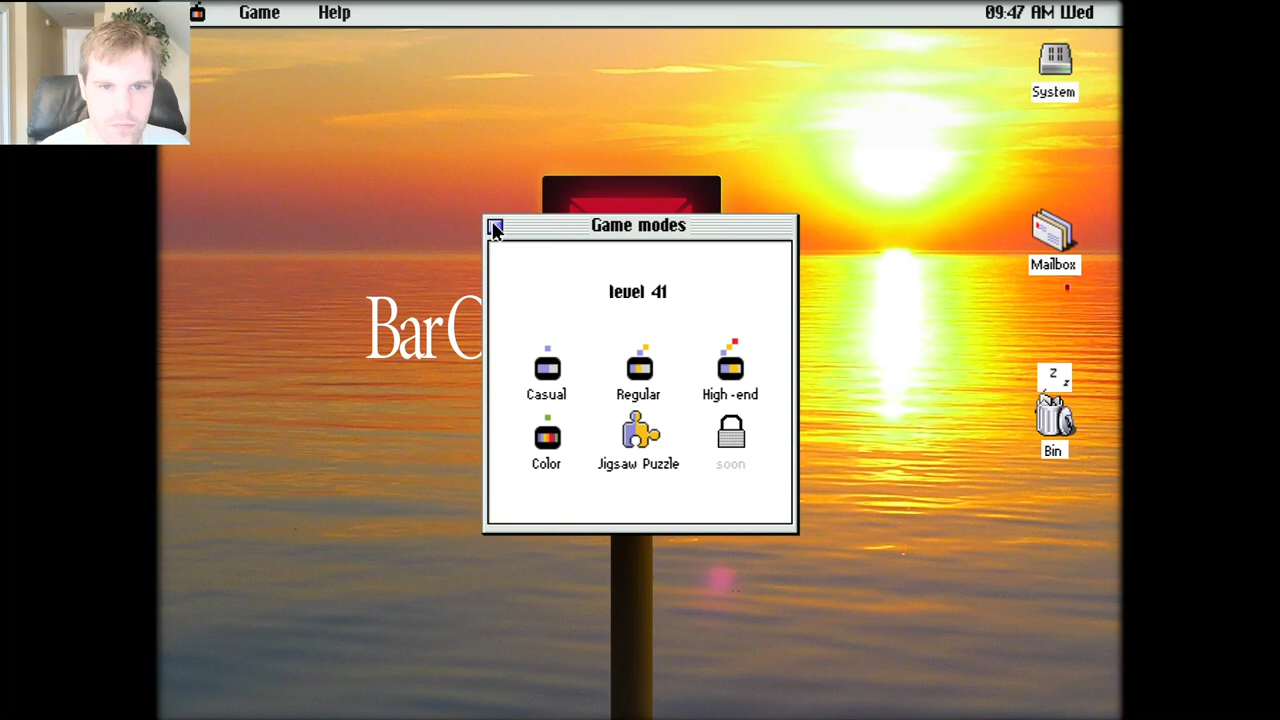 Game Help 09:47 AM Wed
System
Game modes
level 41
Mailbox
BarC
Casual Regular High-end
Color Jigsaw Puzzle soon
z
z
Bin